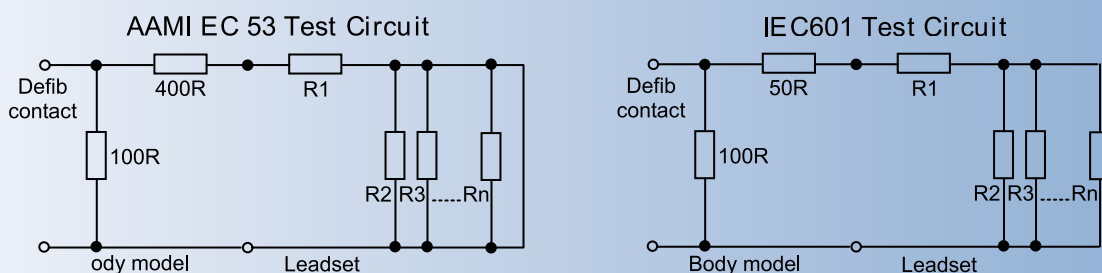 AAMI EC 53 Test Circuit
Defib
contact
400R
R1
100R
R2 R3 .....Rn
ody model
Leadset
IEC601 Test Circuit
Defib
contact
50R
R1
100R
R2 R3 .....Rn
Body model
Leadset